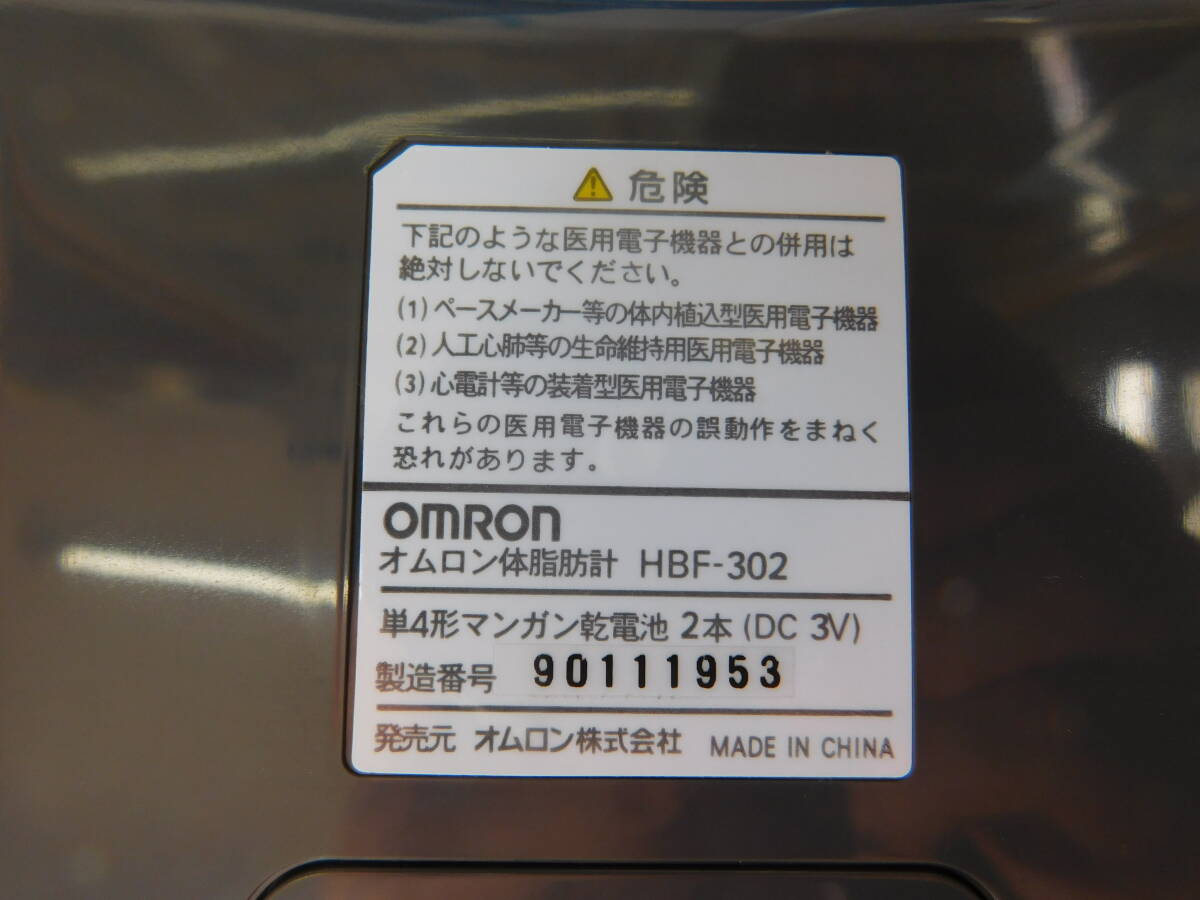 危険
下記のような医用電子機器との併用は
絶対しないでください。
(1) ペースメーカー等の体内植込型医用電子機器
(2) 人工心肺等の生命維持用医用電子機器
(3) 心電計等の装着型医用電子機器
これらの医用電子機器の誤動作をまねく
恐れがあります。
OMRON
オムロン体脂肪計 HBF-302
単4形マンガン乾電池 2本 (DC 3V)
製造番号 90111953
発売元 オムロン株式会社 MADE IN CHINA